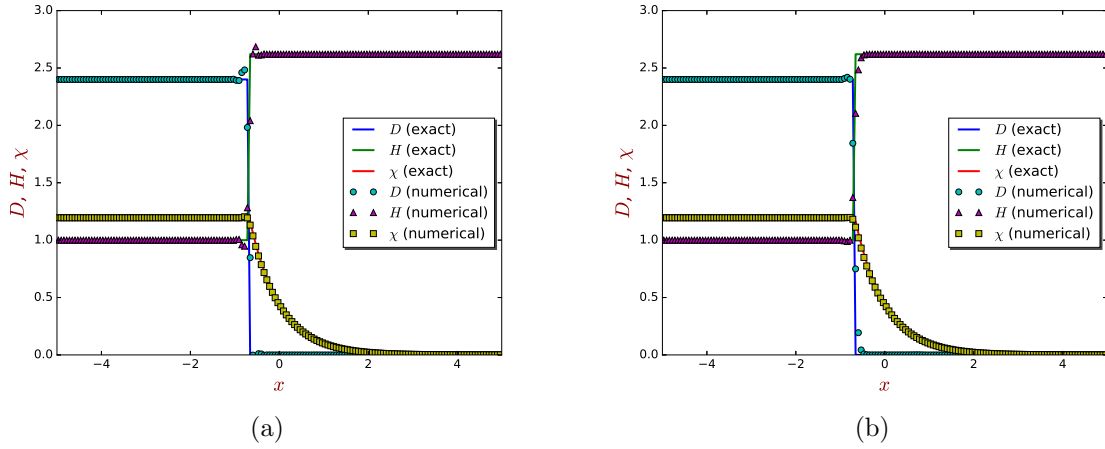 3.0
2.5
2.0
1.5
1.0
0.5
0.0
D, H, χ
−4 −2 0 2 4
x
D (exact)
H (exact)
χ (exact)
D (numerical)
H (numerical)
χ (numerical)
(a)
3.0
2.5
2.0
1.5
1.0
0.5
0.0
D, H, χ
−4 −2 0 2 4
x
D (exact)
H (exact)
χ (exact)
D (numerical)
H (numerical)
χ (numerical)
(b)